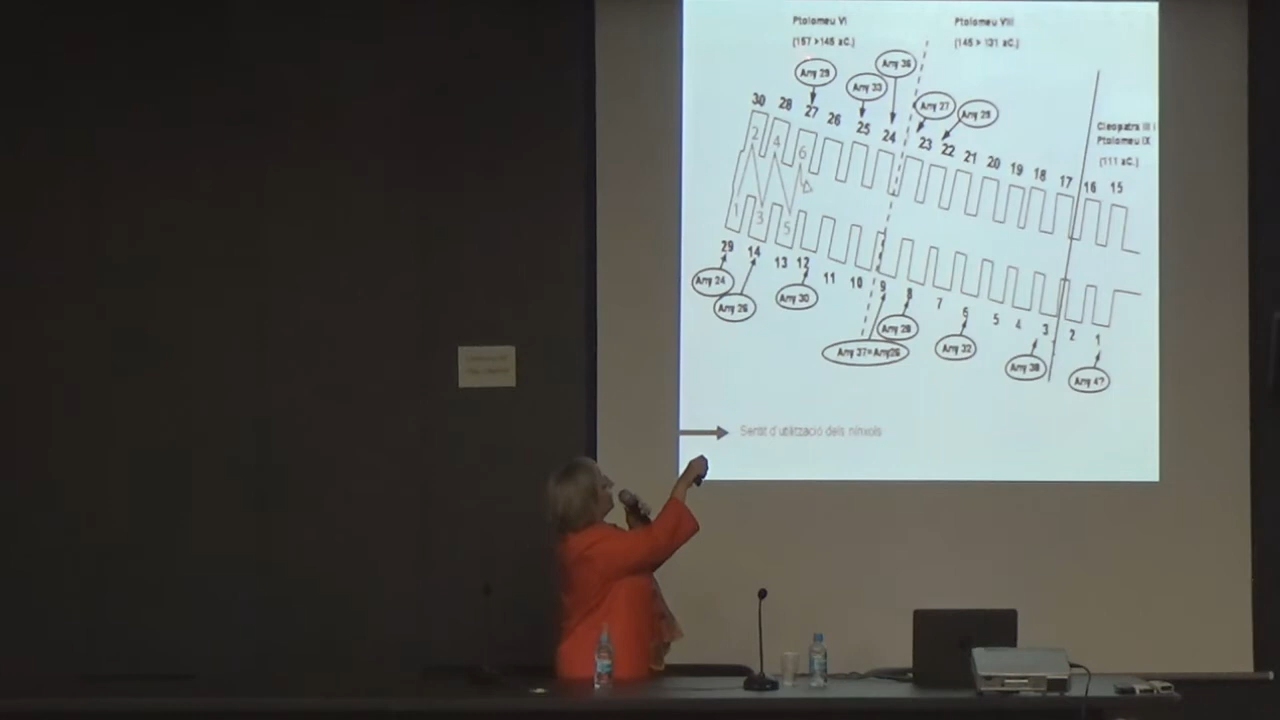 Ptolomeu VI
(157 >145 aC.)
Ptolomeu VIII
(145 > 131 aC.)
Any 29
Any 33
Any 36
Any 27
Any 25
Cleopatra III i
Ptolomeu IX
(111 aC.)
30 28 27 26 25 24 23 22 21 20 19 18 17 16 15
2 4 6
1 3 5
29 14 13 12 11 10 9 8 7 6 5 4 3 2 1
Any 24
Any 26
Any 30
Any 37=Any26
Any 28
Any 32
Any 38
Any 4?
Sentit d'utilització dels nínxols